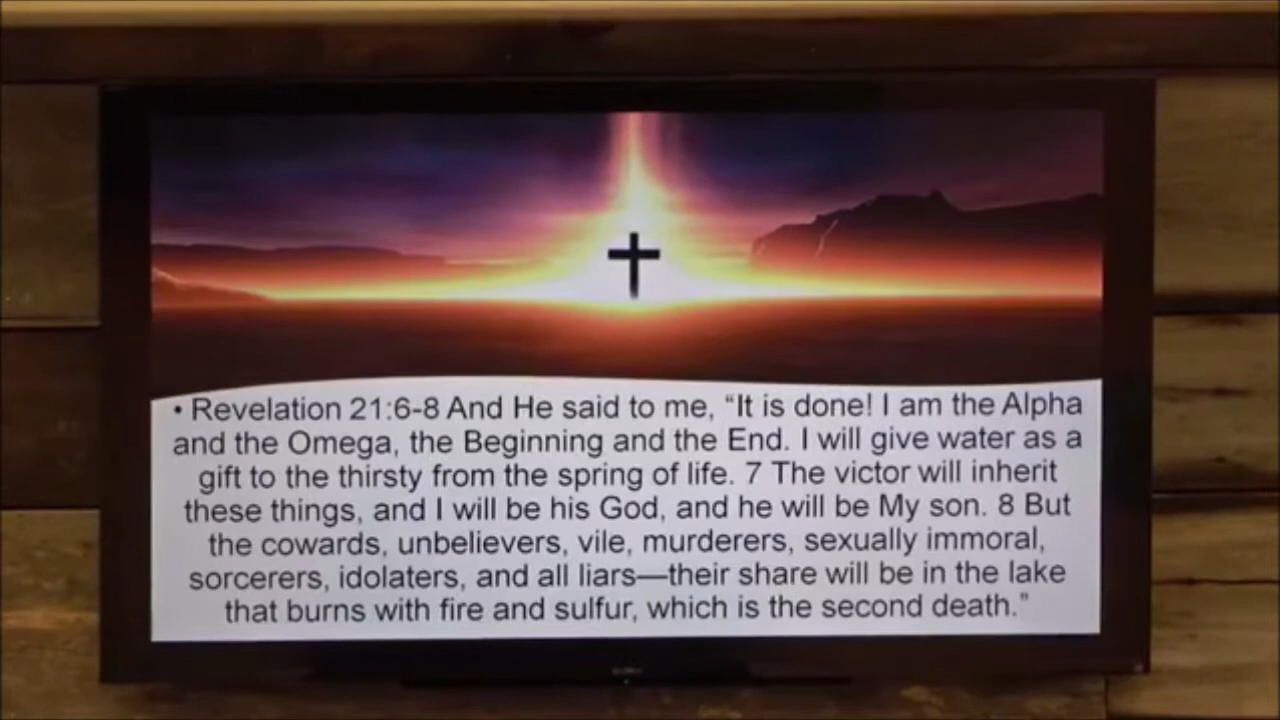 • Revelation 21:6-8 And He said to me, “It is done! I am the Alpha
and the Omega, the Beginning and the End. I will give water as a
gift to the thirsty from the spring of life. 7 The victor will inherit
these things, and I will be his God, and he will be My son. 8 But
the cowards, unbelievers, vile, murderers, sexually immoral,
sorcerers, idolaters, and all liars—their share will be in the lake
that burns with fire and sulfur, which is the second death.”